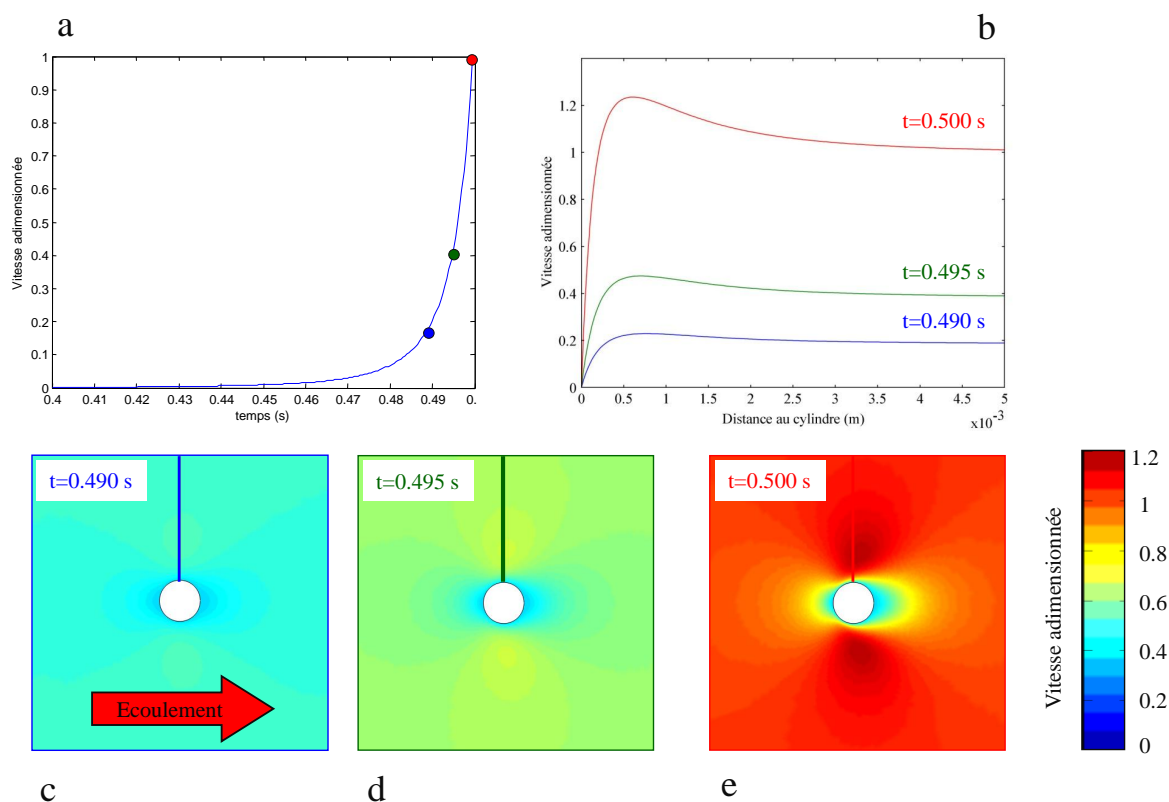 a
1
0.9
0.8
0.7
0.6
0.5
0.4
0.3
0.2
0.1
0
Vitesse adimensionnée
0.4 0.41 0.42 0.43 0.44 0.45 0.46 0.47 0.48 0.49 0.
temps (s)
b
1.2
1
0.8
0.6
0.4
0.2
0
Vitesse adimensionnée
t=0.500 s
t=0.495 s
t=0.490 s
0 0.5 1 1.5 2 2.5 3 3.5 4 4.5 5
Distance au cylindre (m)
x10⁻³
t=0.490 s
Ecoulement
c
t=0.495 s
d
t=0.500 s
e
Vitesse adimensionnée
1.2
1
0.8
0.6
0.4
0.2
0